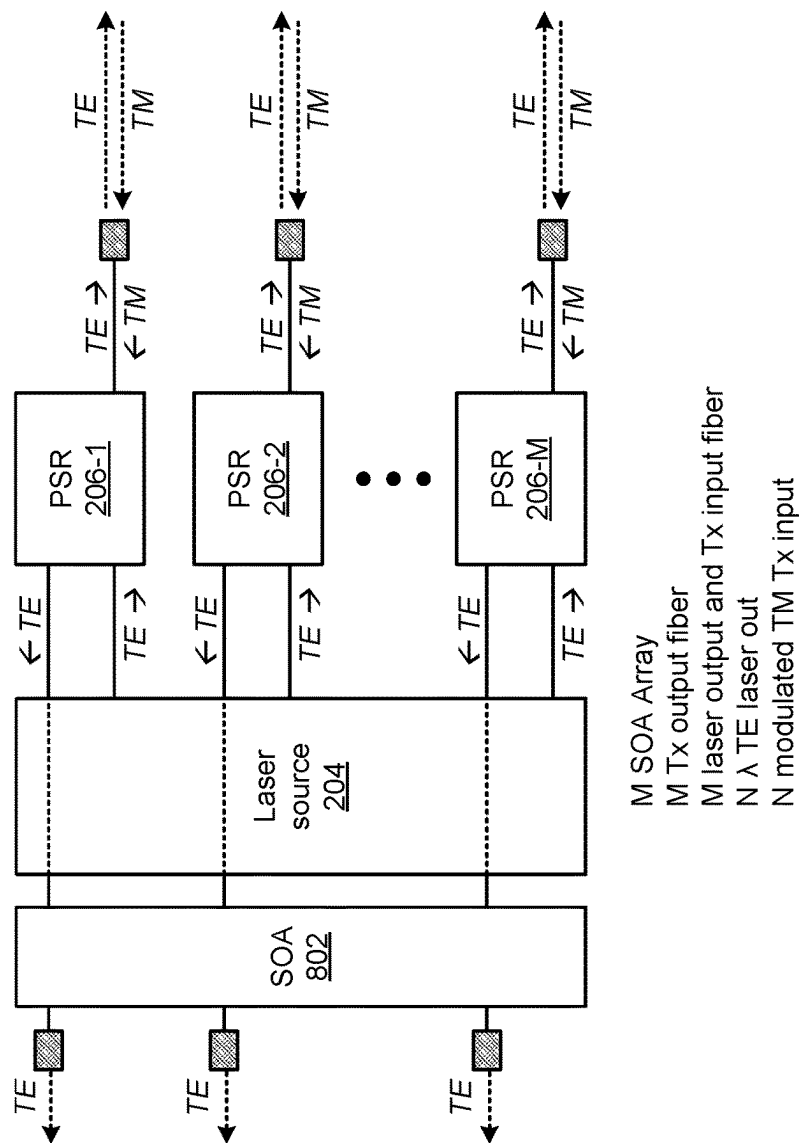 TE
SOA
802
Laser
source
204
← TE
TE →
PSR
206-1
TE →
← TM
TE
TM
TE
← TE
TE →
PSR
206-2
TE →
← TM
TE
TM
TE
← TE
TE →
PSR
206-M
TE →
← TM
TE
TM
M SOA Array
M Tx output fiber
M laser output and Tx input fiber
N λ TE laser out
N modulated TM Tx input